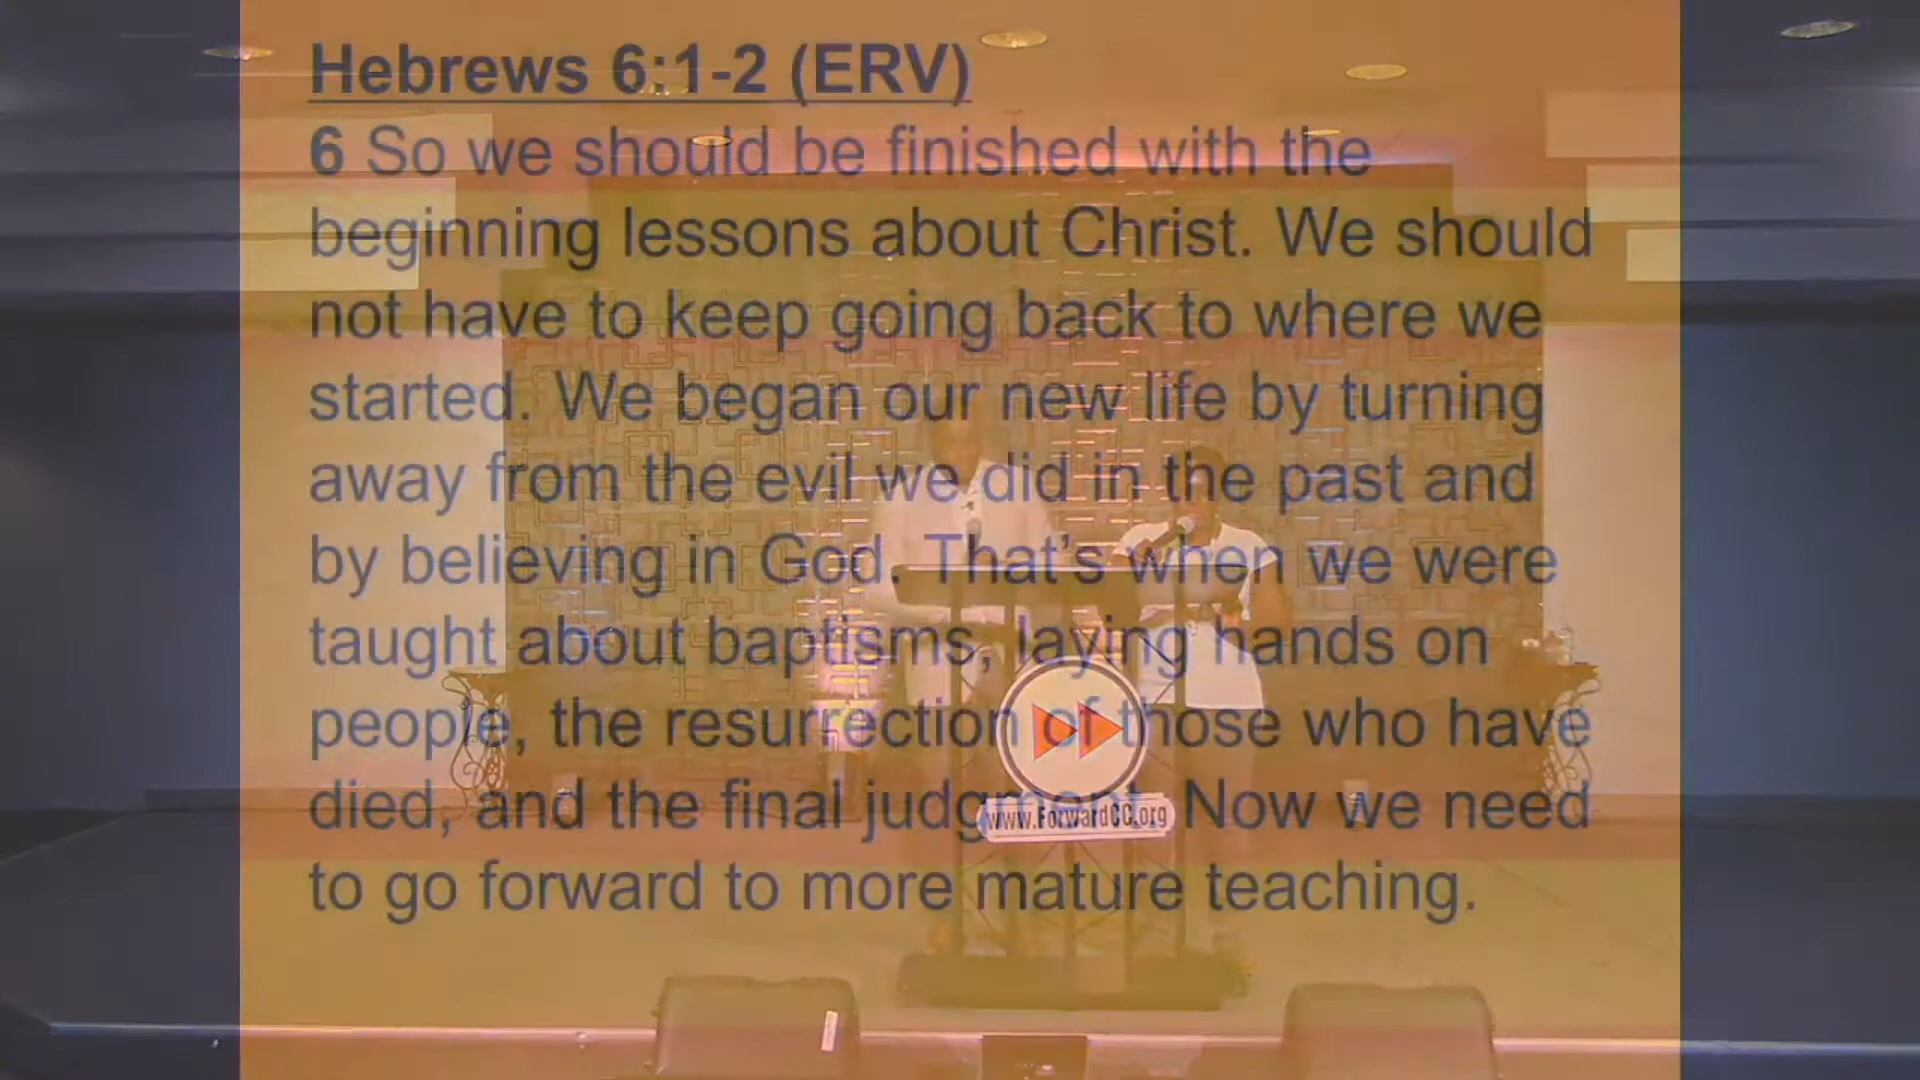 Hebrews 6:1-2 (ERV)
6 So we should be finished with the
beginning lessons about Christ. We should
not have to keep going back to where we
started. We began our new life by turning
away from the evil we did in the past and
by believing in God. That’s when we were
taught about baptisms, laying hands on
people, the resurrection of those who have
died, and the final judgment. Now we need
to go forward to more mature teaching.
www.ForwardCC.org